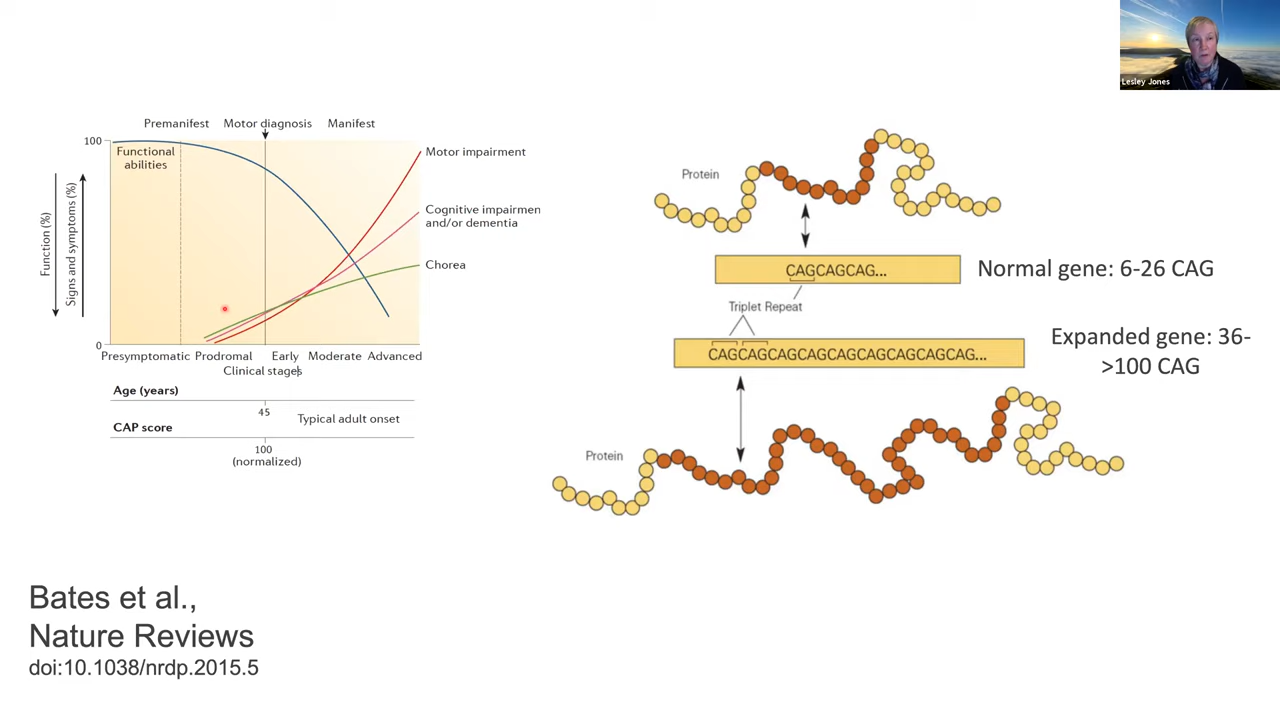 Lesley Jones
Premanifest
Motor diagnosis
Manifest
100
Functional
abilities
Motor impairment
Cognitive impairmen
and/or dementia
Chorea
Function (%)
Signs and symptoms (%)
0
Presymptomatic
Prodromal
Early
Moderate
Advanced
Clinical stages
Age (years)
45
Typical adult onset
CAP score
100
(normalized)
Protein
CAGCAGCAG...
Normal gene: 6-26 CAG
Triplet Repeat
CAGCAGCAGCAGCAGCAGCAGCAG...
Expanded gene: 36-
>100 CAG
Protein
Bates et al.,
Nature Reviews
doi:10.1038/nrdp.2015.5